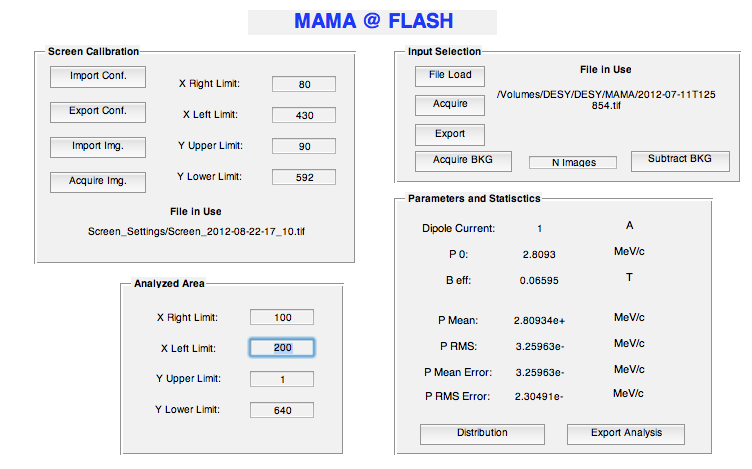 MAMA @ FLASH
Screen Calibration
Import Conf.
Export Conf.
Import Img.
Acquire Img.
X Right Limit: 80
X Left Limit: 430
Y Upper Limit: 90
Y Lower Limit: 592
File in Use
Screen_Settings/Screen_2012-08-22-17_10.tif
Analyzed Area
X Right Limit: 100
X Left Limit: 200
Y Upper Limit: 1
Y Lower Limit: 640
Input Selection
File Load
Acquire
Export
File in Use
/Volumes/DESY/DESY/MAMA/2012-07-11T125
854.tif
Acquire BKG N Images Subtract BKG
Parameters and Statisctics
Dipole Current: 1 A
P 0: 2.8093 MeV/c
B eff: 0.06595 T
P Mean: 2.80934e+ MeV/c
P RMS: 3.25963e- MeV/c
P Mean Error: 3.25963e- MeV/c
P RMS Error: 2.30491e- MeV/c
Distribution Export Analysis